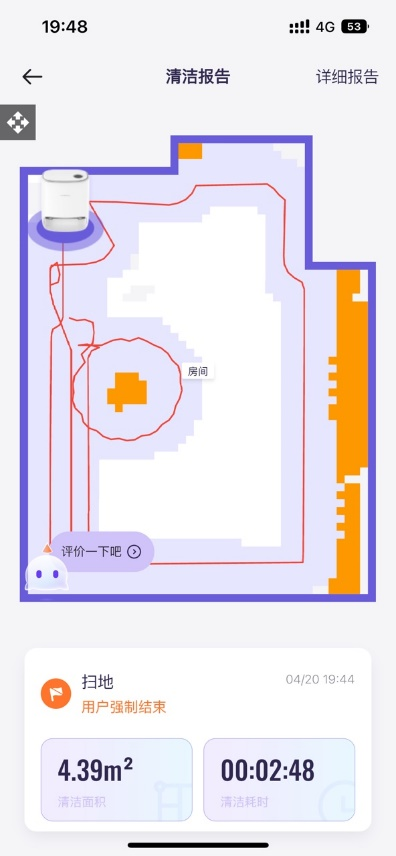 19:48
4G
53
清洁报告
详细报告
房间
评价一下吧
扫地
04/20 19:44
用户强制结束
4.39m²
00:02:48
清洁面积
清洁耗时